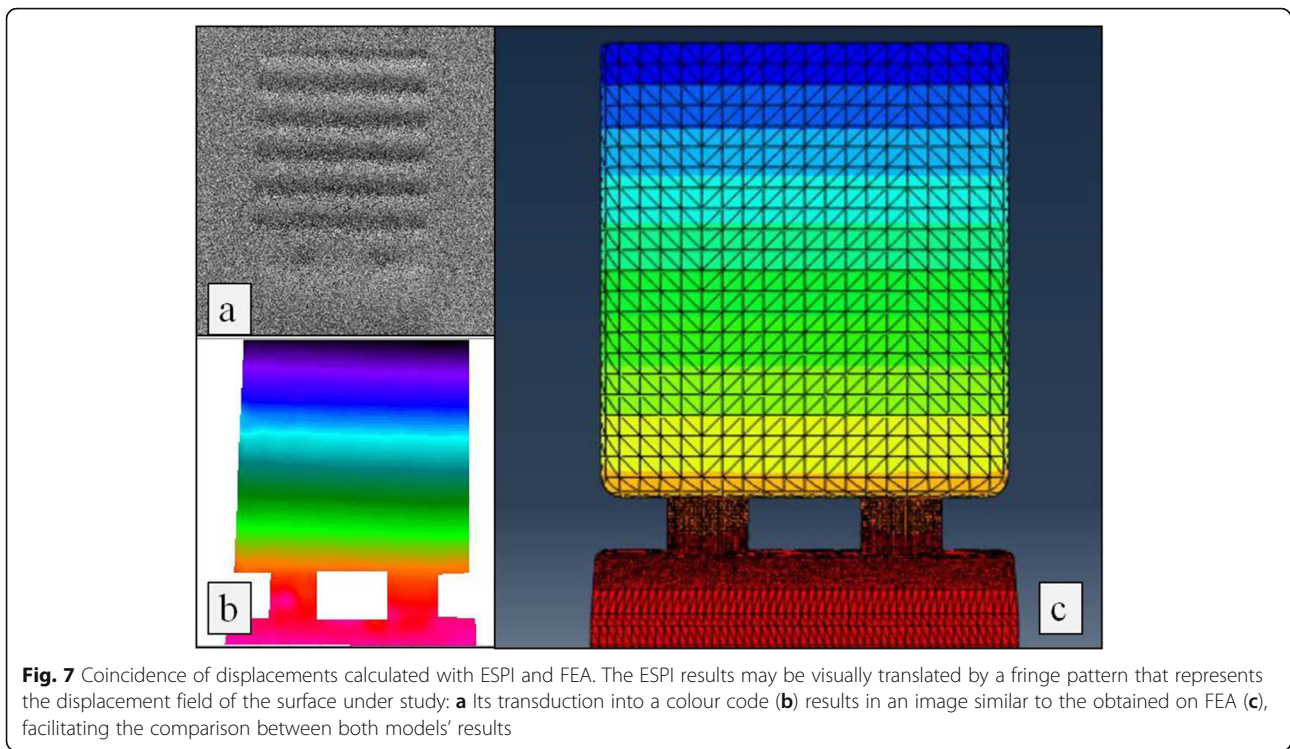 a
b
c
Fig. 7 Coincidence of displacements calculated with ESPI and FEA. The ESPI results may be visually translated by a fringe pattern that represents
the displacement field of the surface under study: a Its transduction into a colour code (b) results in an image similar to the obtained on FEA (c),
facilitating the comparison between both models’ results